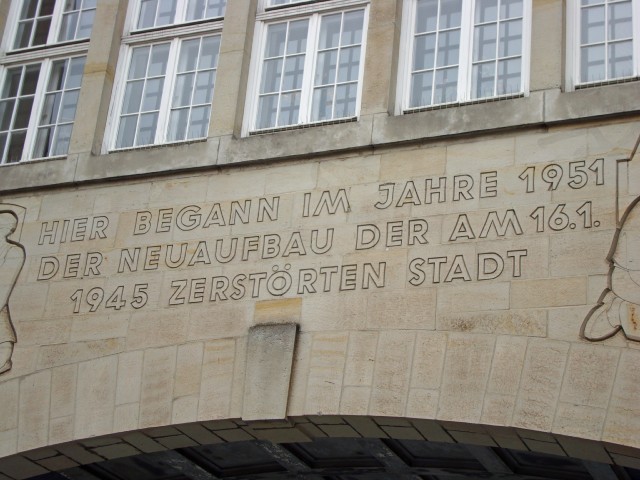 HIER BEGANN IM JAHRE 1951
DER NEUAUFBAU DER AM 16.1.
1945 ZERSTÖRTEN STADT